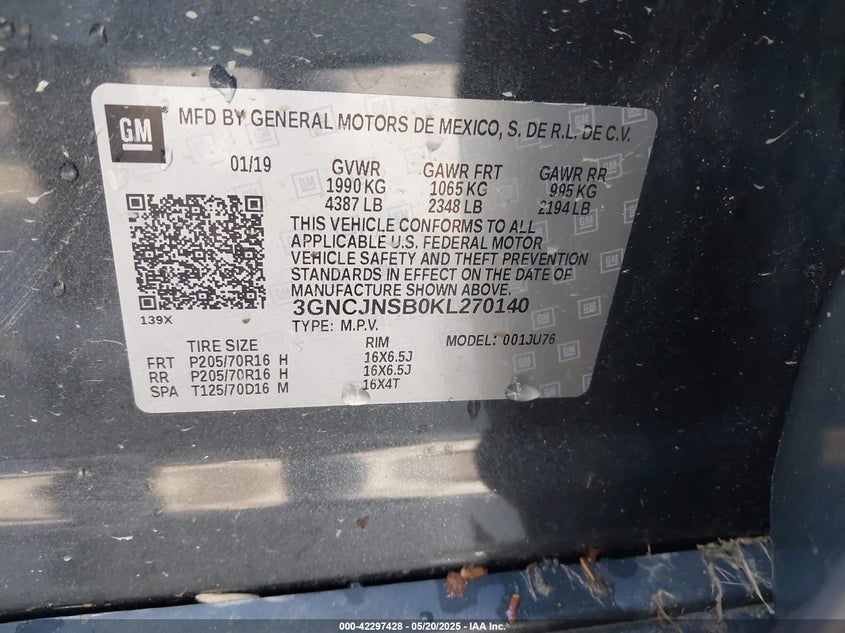 GM
MFD BY GENERAL MOTORS DE MEXICO, S. DE R.L. DE C.V.
01/19 GVWR GAWR FRT GAWR RR
1990 KG 1065 KG 995 KG
4387 LB 2348 LB 2194 LB
THIS VEHICLE CONFORMS TO ALL
APPLICABLE U.S. FEDERAL MOTOR
VEHICLE SAFETY AND THEFT PREVENTION
STANDARDS IN EFFECT ON THE DATE OF
MANUFACTURE SHOWN ABOVE.
139X 3GNCJNSB0KL270140
TYPE: M.P.V.
TIRE SIZE RIM MODEL: 001JU76
FRT P205/70R16 H 16X6.5J
RR P205/70R16 H 16X6.5J
SPA T125/70D16 M 16X4T
000-42297428 - 05/20/2025 - IAA Inc.